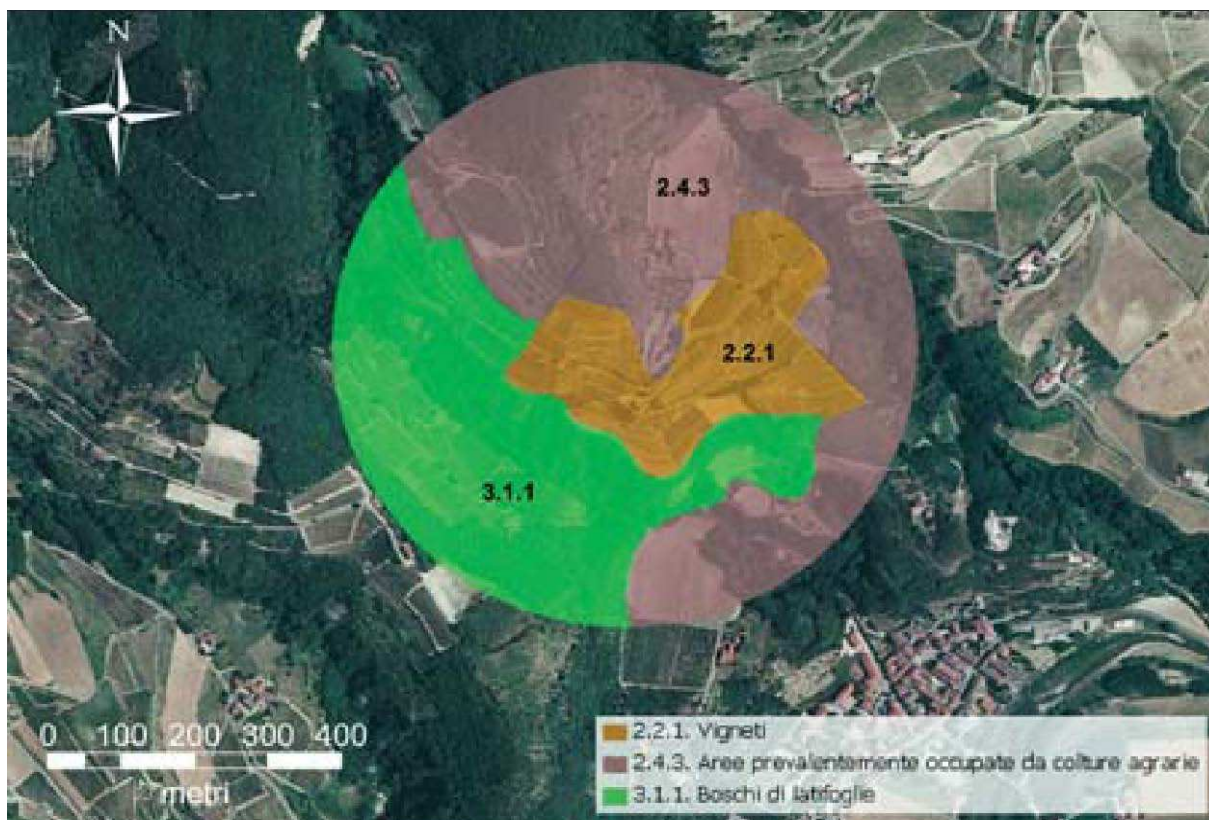 N
2.4.3
2.2.1
3.1.1
0 100 200 300 400
metri
2.2.1. Vigneti
2.4.3. Aree prevalentemente occupate da colture agrarie
3.1.1. Boschi di latifoglie